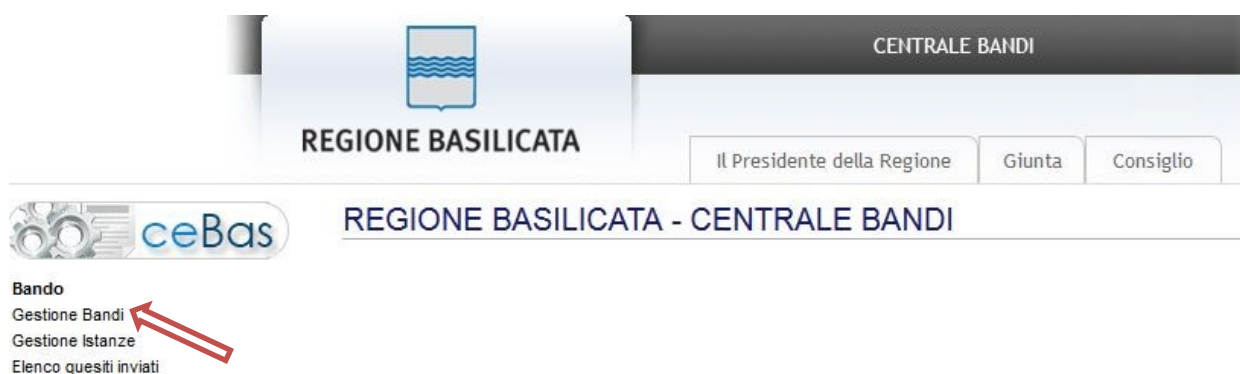 CENTRALE BANDI
REGIONE BASILICATA
Il Presidente della Regione Giunta Consiglio
ceBas
REGIONE BASILICATA - CENTRALE BANDI
Bando
Gestione Bandi
Gestione Istanze
Elenco quesiti inviati